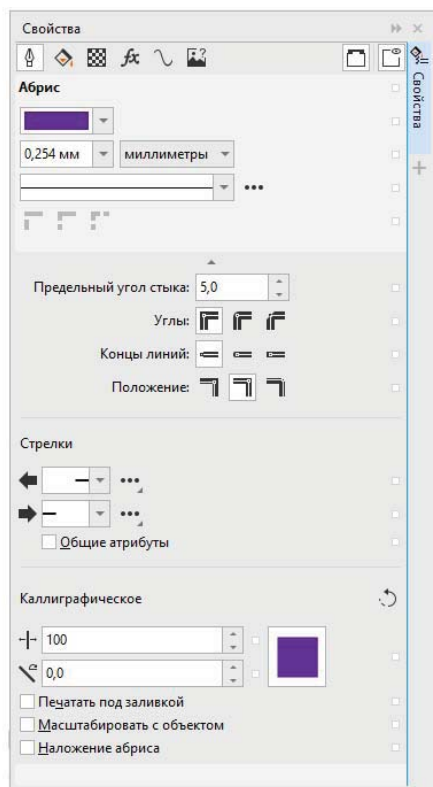 Свойства
fx
Свойства
Абрис
0,254 мм
миллиметры
Предельный угол стыка: 5,0
Углы:
Концы линий:
Положение:
Стрелки
Общие атрибуты
Каллиграфическое
100
0,0
Печатать под заливкой
Масштабировать с объектом
Наложение абриса